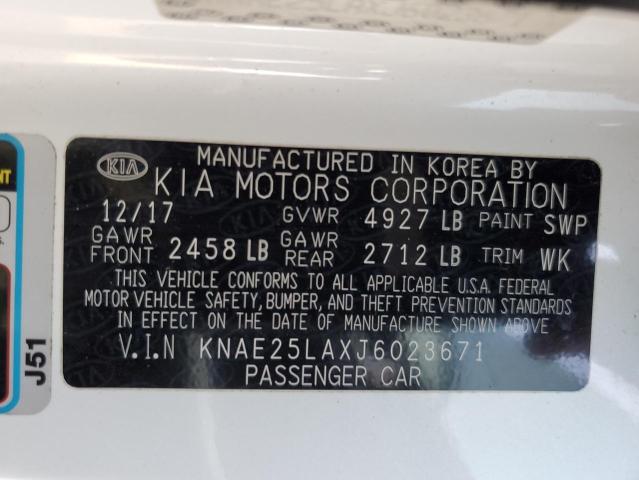 KIA
MANUFACTURED IN KOREA BY
KIA MOTORS CORPORATION
12/17 GVWR 4927 LB PAINT SWP
GAWR FRONT 2458 LB GAWR REAR 2712 LB TRIM WK
THIS VEHICLE CONFORMS TO ALL APPLICABLE U.S.A. FEDERAL
MOTOR VEHICLE SAFETY, BUMPER, AND THEFT PREVENTION STANDARDS
IN EFFECT ON THE DATE OF MANUFACTURE SHOWN ABOVE
V.I.N KNAE25LAXJ6023671
PASSENGER CAR
J51